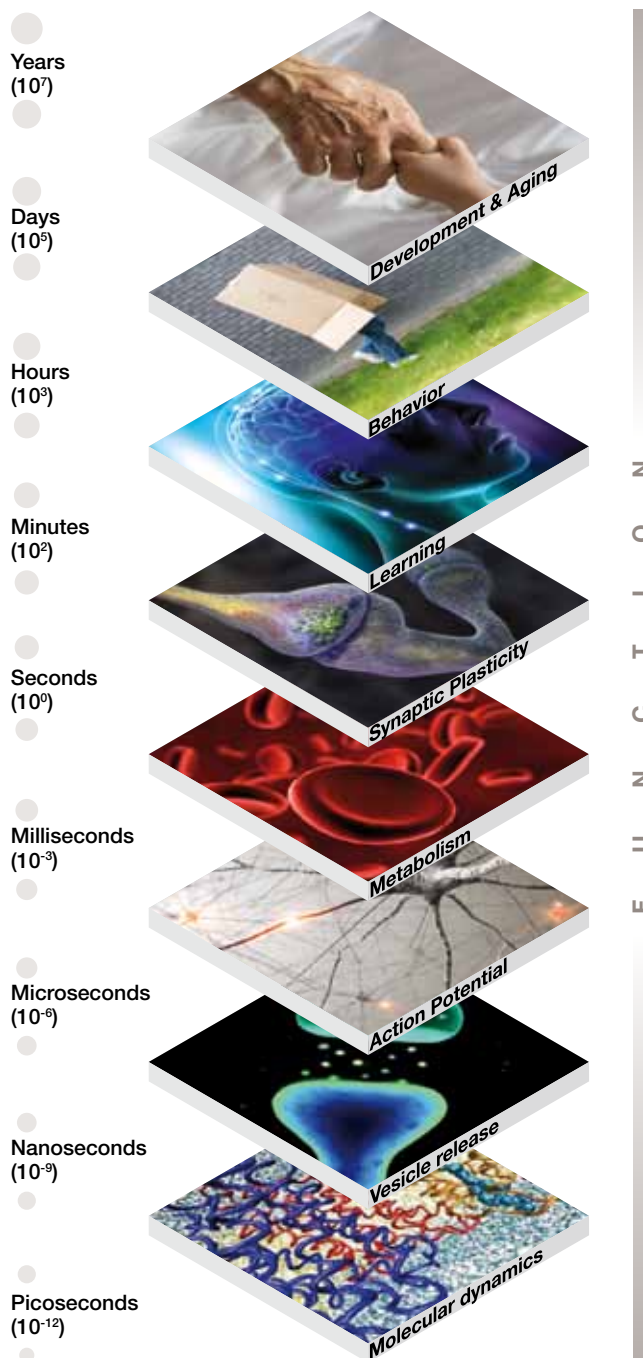 Years
(10⁷)
Development & Aging
Days
(10⁵)
Behavior
Hours
(10³)
Learning
Minutes
(10²)
Synaptic Plasticity
Seconds
(10⁰)
Metabolism
Milliseconds
(10⁻³)
Action Potential
Microseconds
(10⁻⁶)
Vesicle release
Nanoseconds
(10⁻⁹)
Molecular dynamics
Picoseconds
(10⁻¹²)
FUNCTION